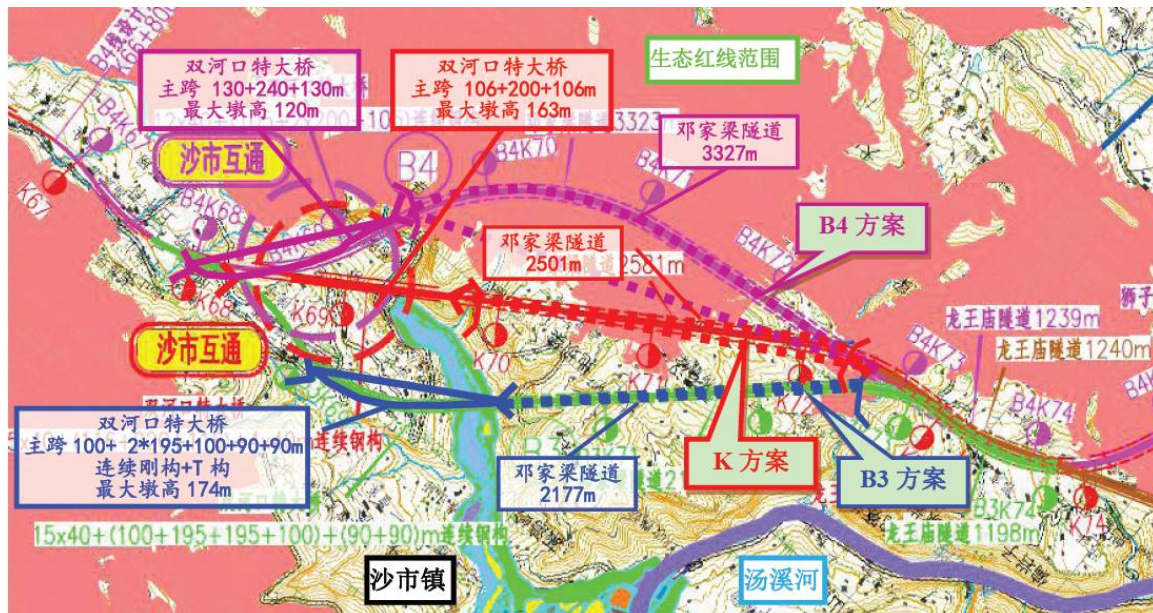 双河口特大桥
主跨 130+240+130m
最大墩高 120m
双河口特大桥
主跨 106+200+106m
最大墩高 163m
生态红线范围
邓家梁隧道
3327m
沙市互通
B4
B4K70
B4K71
B4K67
K67
B4K68
B4 方案
邓家梁隧道
2501m
2581m
B4K72
K68
K69
沙市互通
K70
K71
K72
龙王庙隧道1239m
龙王庙隧道1240m
狮子
B4K73
B4K74
双河口特大桥
主跨 100+ 2*195+100+90+90m
连续刚构+T 构
最大墩高 174m
邓家梁隧道
2177m
K 方案
B3 方案
B3K74
K74
龙王庙隧道1198m
15x40+(100+195+195+100)+(90+90)m连续钢构
沙市镇
汤溪河